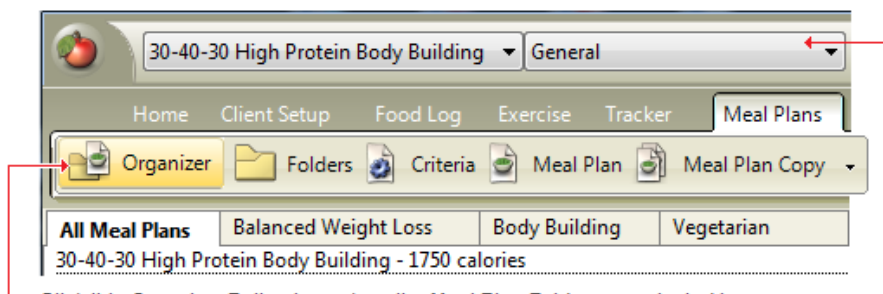 30-40-30 High Protein Body Building General
Home Client Setup Food Log Exercise Tracker Meal Plans
Organizer Folders Criteria Meal Plan Meal Plan Copy
All Meal Plans Balanced Weight Loss Body Building Vegetarian
30-40-30 High Protein Body Building - 1750 calories